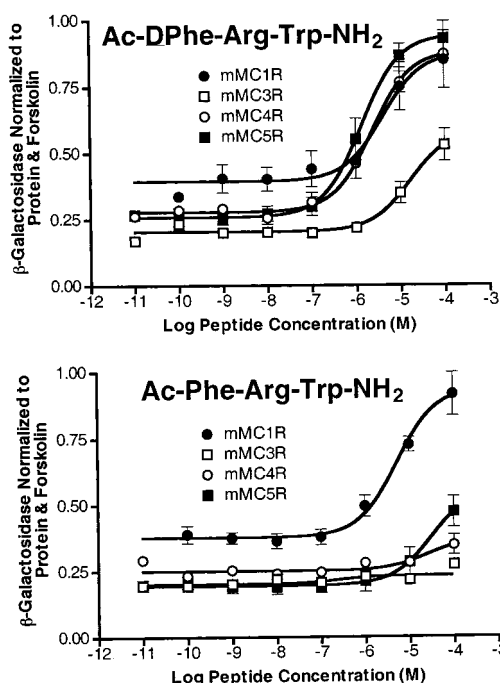 Ac-DPhe-Arg-Trp-NH2
mMC1R
mMC3R
mMC4R
mMC5R
β-Galactosidase Normalized to
Protein & Forskolin
1.00
0.75
0.50
0.25
0.00
-12 -11 -10 -9 -8 -7 -6 -5 -4 -3
Log Peptide Concentration (M)
Ac-Phe-Arg-Trp-NH2
mMC1R
mMC3R
mMC4R
mMC5R
β-Galactosidase Normalized to
Protein & Forskolin
1.00
0.75
0.50
0.25
0.00
-12 -11 -10 -9 -8 -7 -6 -5 -4 -3
Log Peptide Concentration (M)